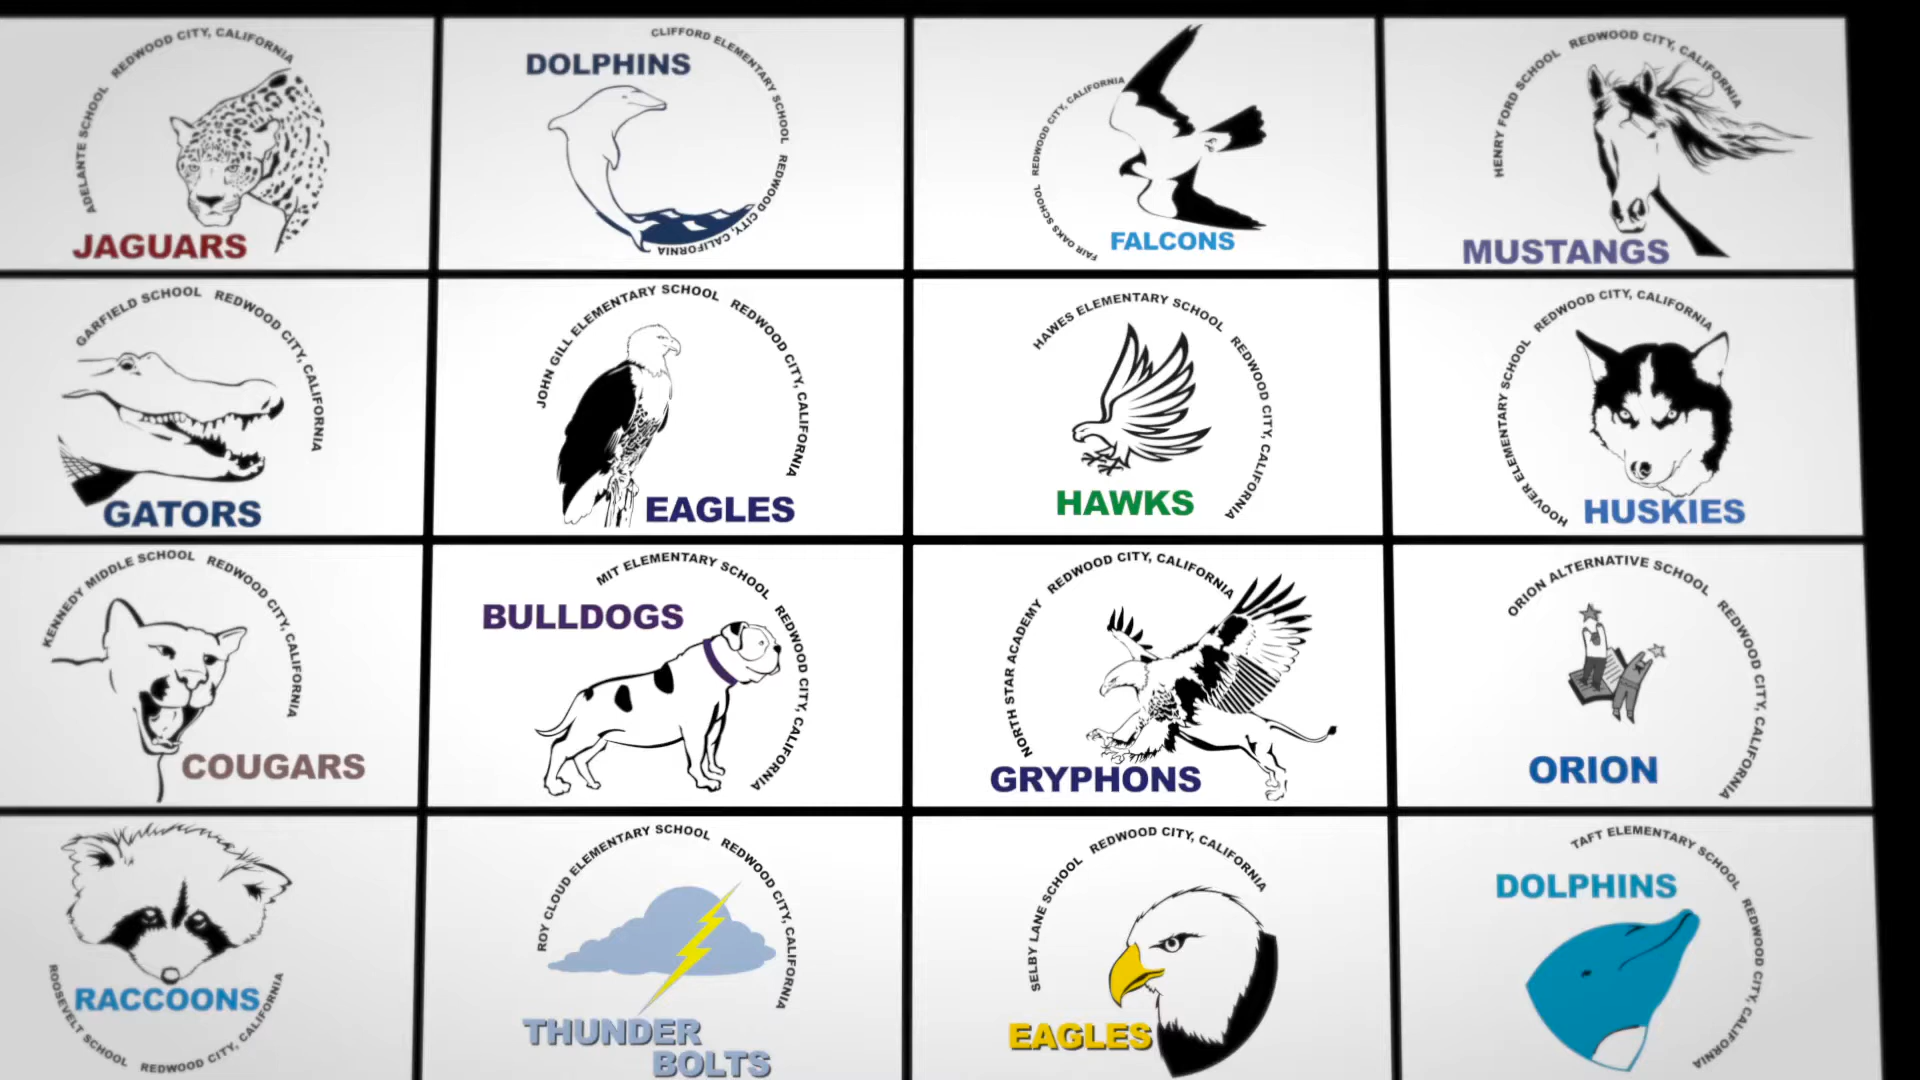 ADELANTE SCHOOL REDWOOD CITY, CALIFORNIA
JAGUARS
CLIFFORD ELEMENTARY SCHOOL REDWOOD CITY, CALIFORNIA
DOLPHINS
FAIR OAKS SCHOOL REDWOOD CITY, CALIFORNIA
FALCONS
HENRY FORD SCHOOL REDWOOD CITY, CALIFORNIA
MUSTANGS
GARFIELD SCHOOL REDWOOD CITY, CALIFORNIA
GATORS
JOHN GILL ELEMENTARY SCHOOL REDWOOD CITY, CALIFORNIA
EAGLES
HAWES ELEMENTARY SCHOOL REDWOOD CITY, CALIFORNIA
HAWKS
HOOVER ELEMENTARY SCHOOL REDWOOD CITY, CALIFORNIA
HUSKIES
KENNEDY MIDDLE SCHOOL REDWOOD CITY, CALIFORNIA
COUGARS
MIT ELEMENTARY SCHOOL REDWOOD CITY, CALIFORNIA
BULLDOGS
NORTH STAR ACADEMY REDWOOD CITY, CALIFORNIA
GRYPHONS
ORION ALTERNATIVE SCHOOL REDWOOD CITY, CALIFORNIA
ORION
RACCOONS
ROOSEVELT SCHOOL REDWOOD CITY, CALIFORNIA
ROY CLOUD ELEMENTARY SCHOOL REDWOOD CITY, CALIFORNIA
THUNDER
BOLTS
SELBY LANE SCHOOL REDWOOD CITY, CALIFORNIA
EAGLES
TAFT ELEMENTARY SCHOOL REDWOOD CITY, CALIFORNIA
DOLPHINS